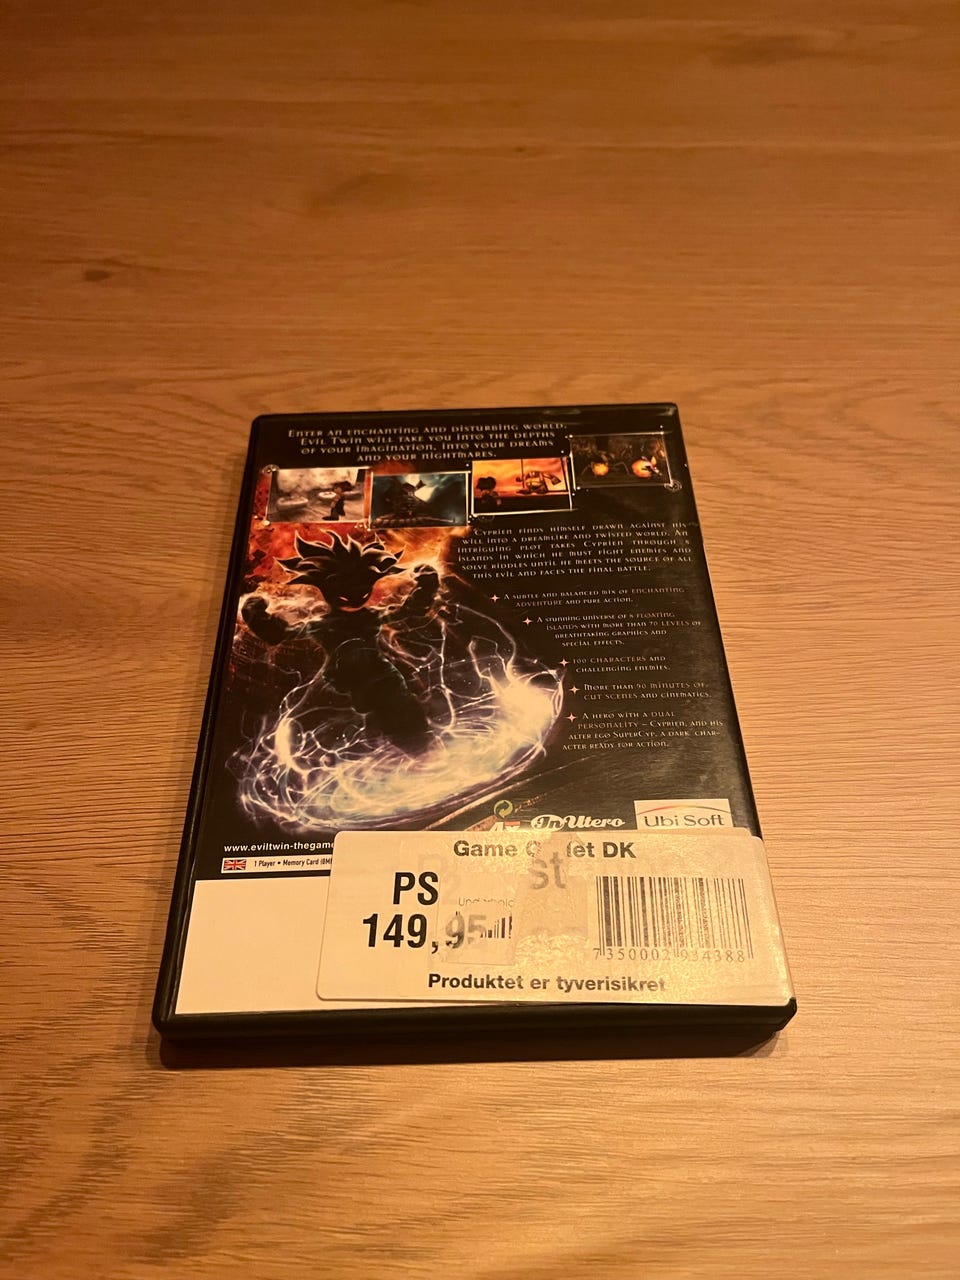 Enter an enchanting and disturbing world.
Evil Twin will take you into the depths
of your imagination, into your dreams
and your nightmares.
Cyprien finds himself drawn against his
will into a dreamlike and twisted world. An
intriguing plot takes Cyprien through
islands in which he must fight enemies and
solve riddles until he meets the source of all
this evil and faces the final battle.
A subtle and balanced mix of enchanting
adventure and pure action.
A stunning universe of 8 floating
islands with more than 70 levels of
breathtaking graphics and
special effects.
100 characters and
challenging enemies.
More than 90 minutes of
cut scenes and cinematics.
A hero with a dual
personality – Cyprien, and his
alter ego SuperCyp, a dark char-
acter ready for action.
InUtero
Ubi Soft
www.eviltwin-thegame
1 Player • Memory Card (8MB
Game let DK
PS
149,95
7350002934388
Produktet er tyverisikret